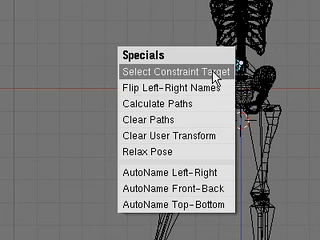 Specials
Select Constraint Target
Flip Left-Right Names
Calculate Paths
Clear Paths
Clear User Transform
Relax Pose
AutoName Left-Right
AutoName Front-Back
AutoName Top-Bottom